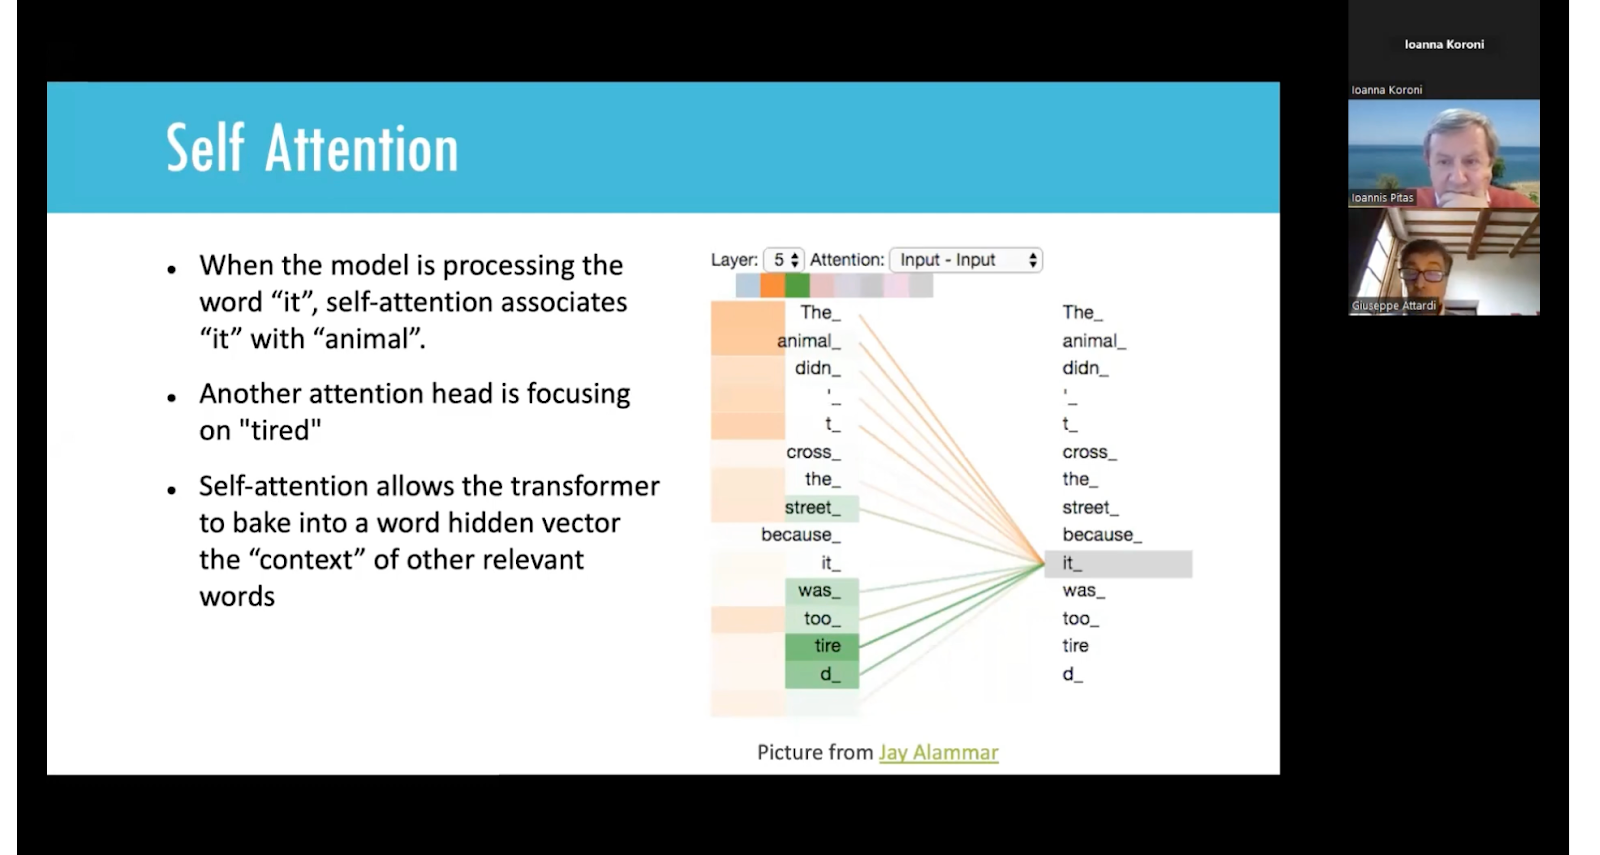 Ioanna Koroni
Ioanna Koroni
Ioannis Pitas
Giuseppe Attardi
Self Attention
• When the model is processing the
word “it”, self-attention associates
“it” with “animal”.
• Another attention head is focusing
on "tired"
• Self-attention allows the transformer
to bake into a word hidden vector
the “context” of other relevant
words
Layer: 5 Attention: Input - Input
The_ The_
animal_ animal_
didn_ didn_
'_ '_
t_ t_
cross_ cross_
the_ the_
street_ street_
because_ because_
it_ it_
was_ was_
too_ too_
tire tire
d_ d_
Picture from Jay Alammar